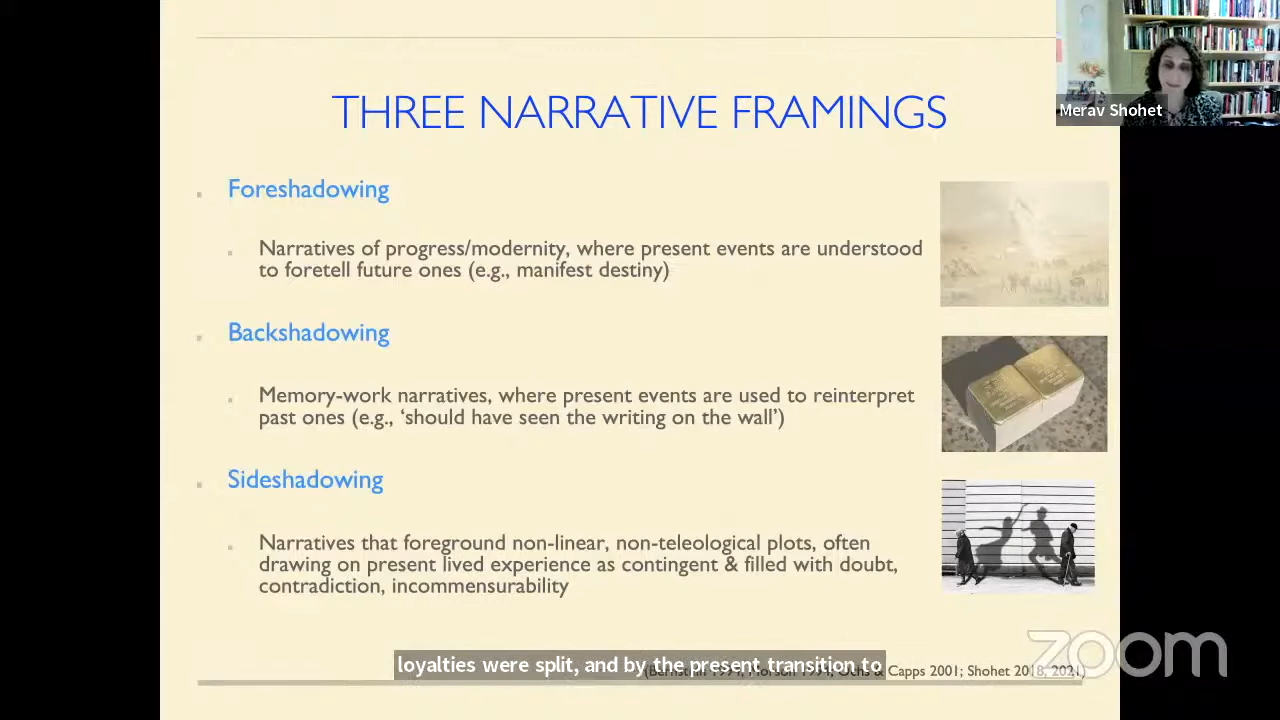 THREE NARRATIVE FRAMINGS
Merav Shohet
Foreshadowing
Narratives of progress/modernity, where present events are understood
to foretell future ones (e.g., manifest destiny)
Backshadowing
Memory-work narratives, where present events are used to reinterpret
past ones (e.g., ‘should have seen the writing on the wall’)
Sideshadowing
Narratives that foreground non-linear, non-teleological plots, often
drawing on present lived experience as contingent & filled with doubt,
contradiction, incommensurability
loyalties were split, and by the present transition to
Capps 2001; Shohet 2018, 2021)
zoom